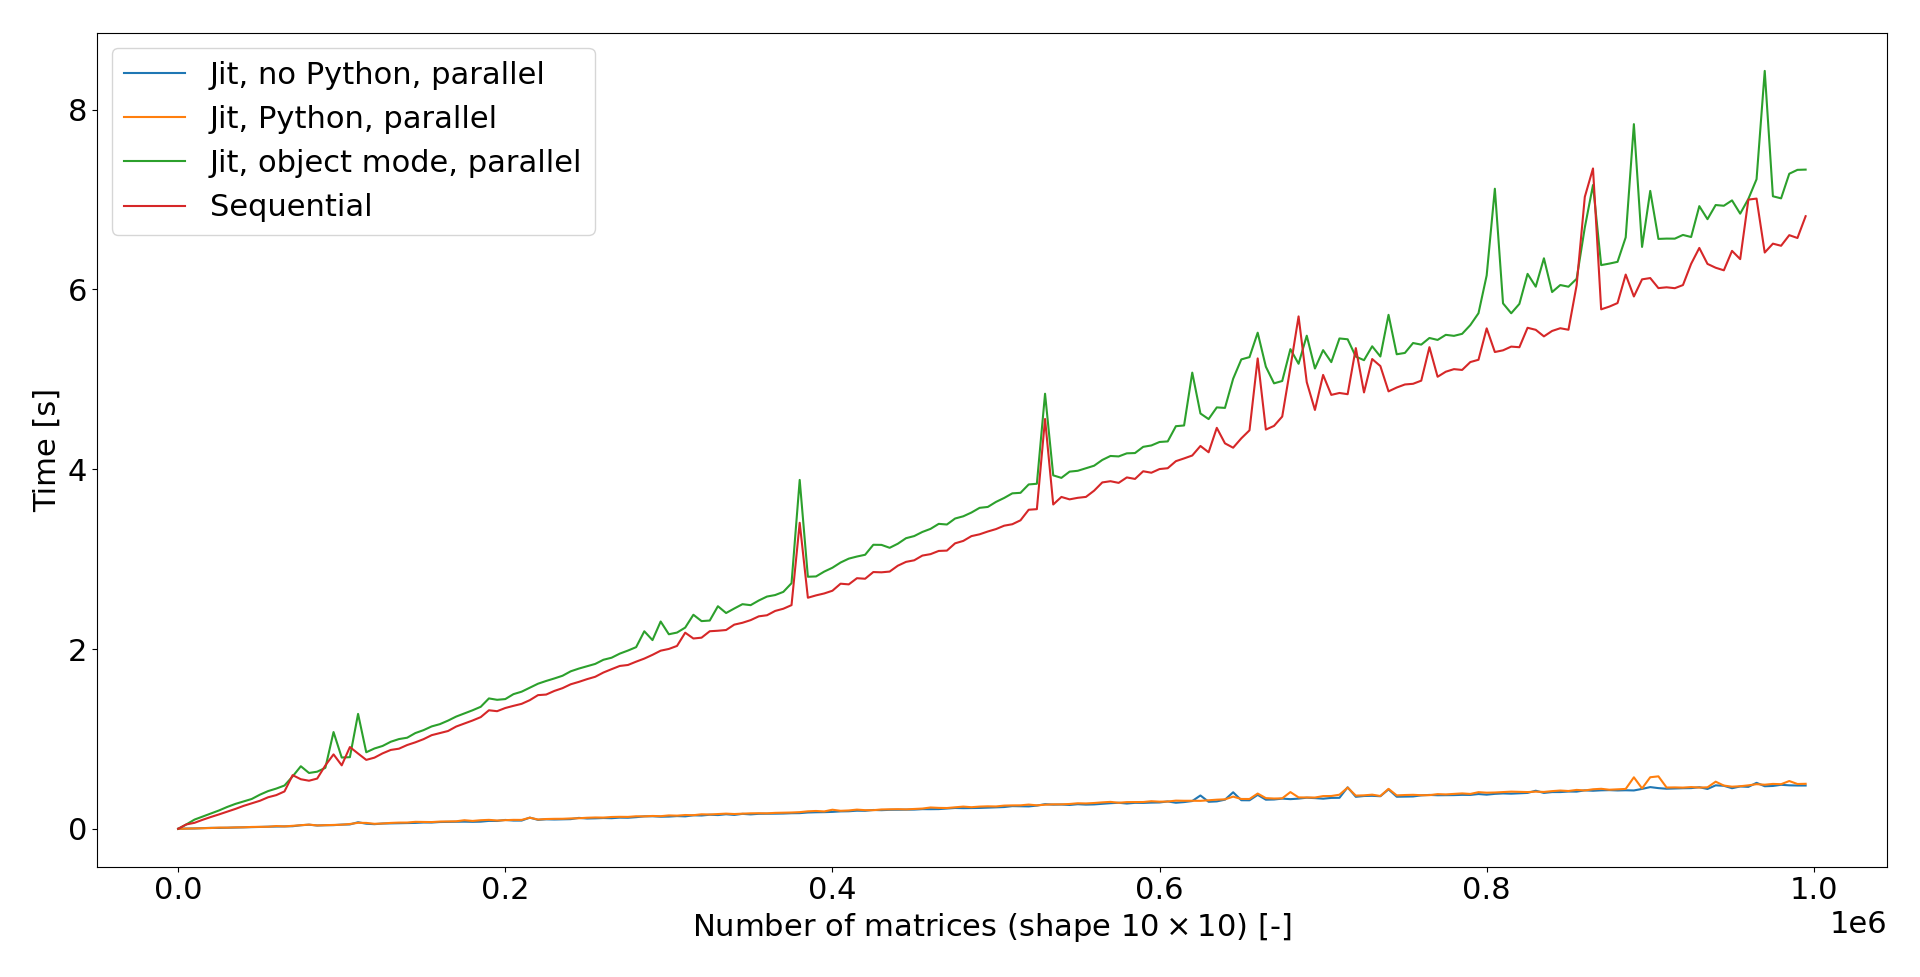 Jit, no Python, parallel
Jit, Python, parallel
Jit, object mode, parallel
Sequential
8
6
4
2
0
Time [s]
0.0 0.2 0.4 0.6 0.8 1.0
1e6
Number of matrices (shape 10 × 10) [-]